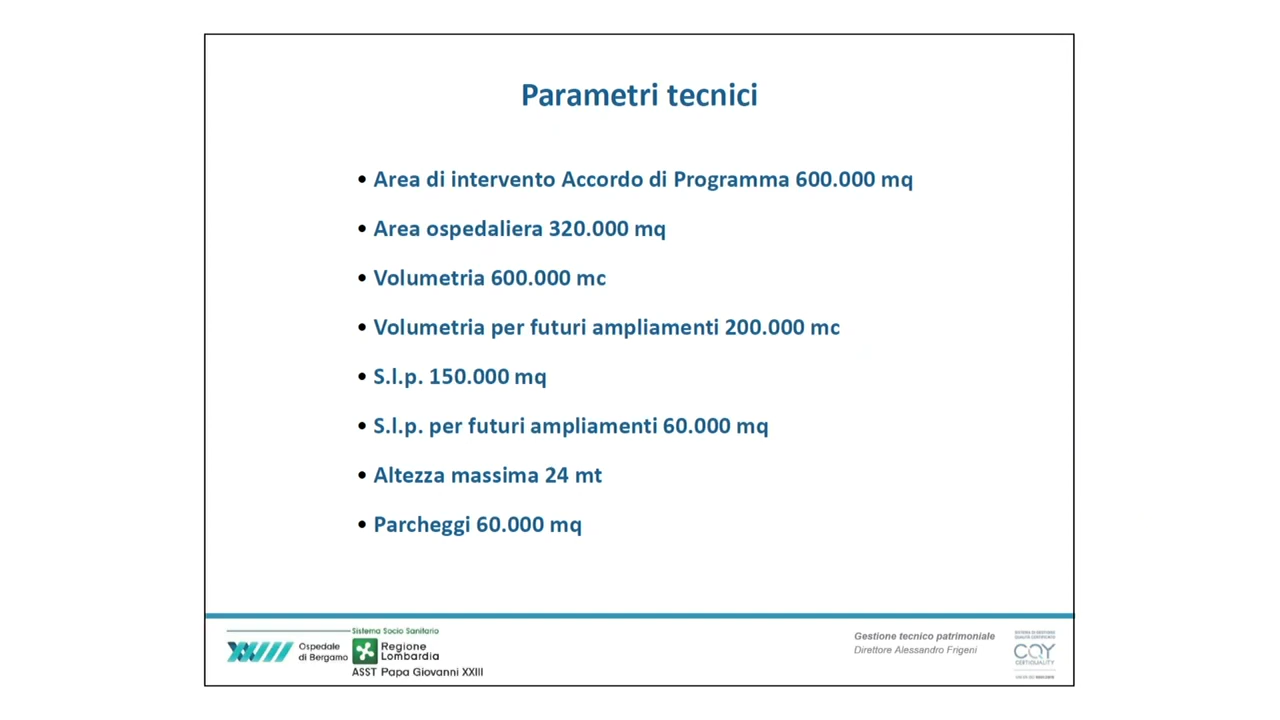 Parametri tecnici
• Area di intervento Accordo di Programma 600.000 mq
• Area ospedaliera 320.000 mq
• Volumetria 600.000 mc
• Volumetria per futuri ampliamenti 200.000 mc
• S.l.p. 150.000 mq
• S.l.p. per futuri ampliamenti 60.000 mq
• Altezza massima 24 mt
• Parcheggi 60.000 mq
Sistema Socio Sanitario
XXIII Ospedale
di Bergamo
Regione
Lombardia
ASST Papa Giovanni XXIII
Gestione tecnico patrimoniale
Direttore Alessandro Frigeni
CQY
CERTIQUALITY